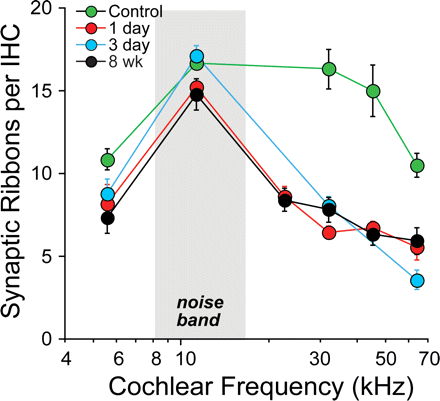 Synaptic Ribbons per IHC
20
15
10
5
0
Control
1 day
3 day
8 wk
noise
band
4 6 8 10 30 50 70
Cochlear Frequency (kHz)